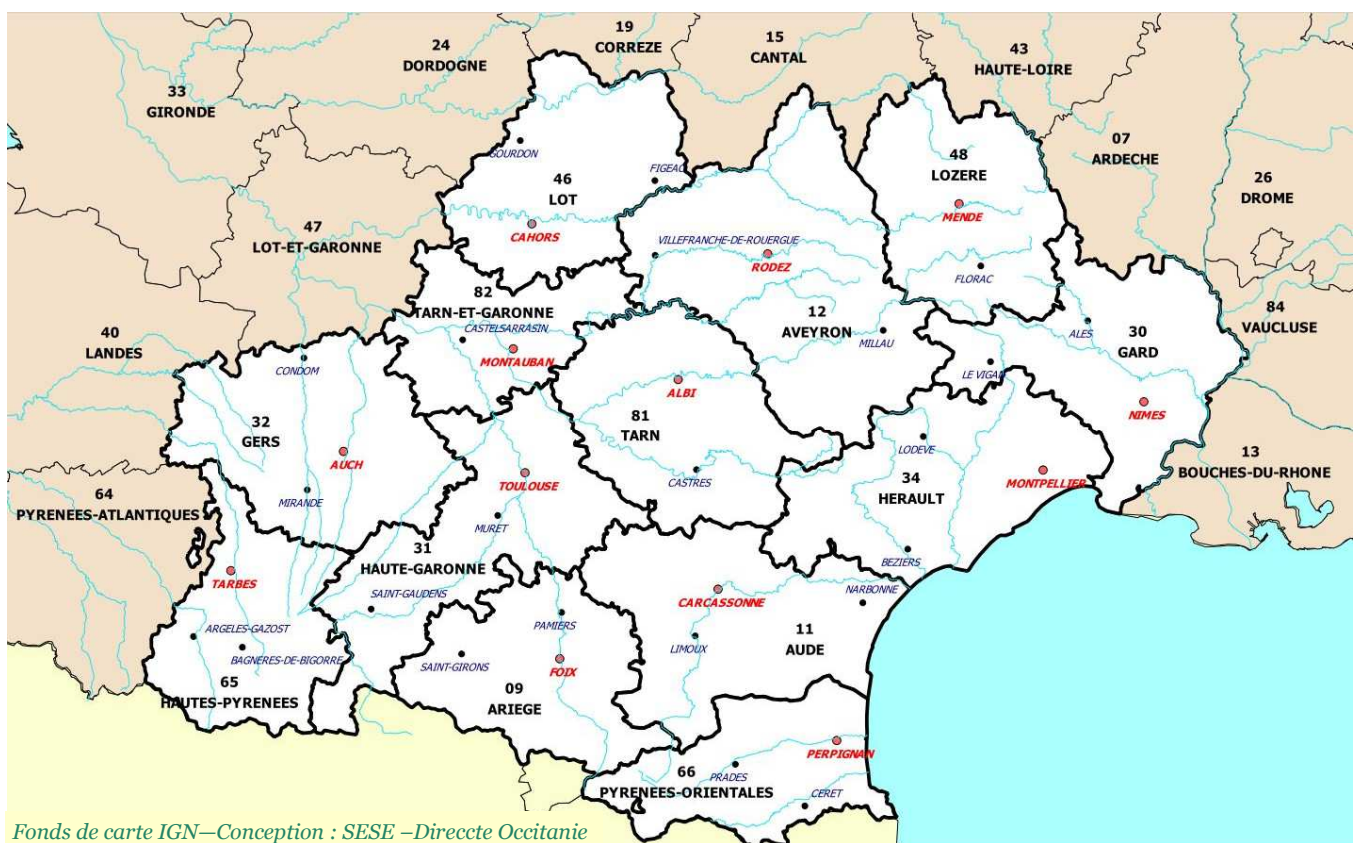 19
CORREZE
15
CANTAL
43
HAUTE-LOIRE
24
DORDOGNE
33
GIRONDE
07
ARDECHE
GOURDON
FIGEAC
46
LOT
48
LOZERE
26
DROME
MENDE
47
LOT-ET-GARONNE
CAHORS
VILLEFRANCHE-DE-ROUERGUE
RODEZ
FLORAC
82
TARN-ET-GARONNE
CASTELSARRASIN
MONTAUBAN
12
AVEYRON
MILLAU
ALES
30
GARD
84
VAUCLUSE
40
LANDES
CONDOM
LE VIGAN
ALBI
NIMES
32
GERS
81
TARN
AUCH
LODEVE
13
BOUCHES-DU-RHONE
TOULOUSE
CASTRES
34
HERAULT
MONTPELLIER
64
PYRENEES-ATLANTIQUES
MIRANDE
MURET
31
HAUTE-GARONNE
BEZIERS
TARBES
SAINT-GAUDENS
CARCASSONNE
NARBONNE
ARGELES-GAZOST
PAMIERS
11
AUDE
LIMOUX
BAGNERES-DE-BIGORRE
SAINT-GIRONS
FOIX
65
HAUTES-PYRENEES
09
ARIEGE
PERPIGNAN
66
PYRENEES-ORIENTALES
PRADES
CERET
Fonds de carte IGN—Conception : SESE –Direccte Occitanie